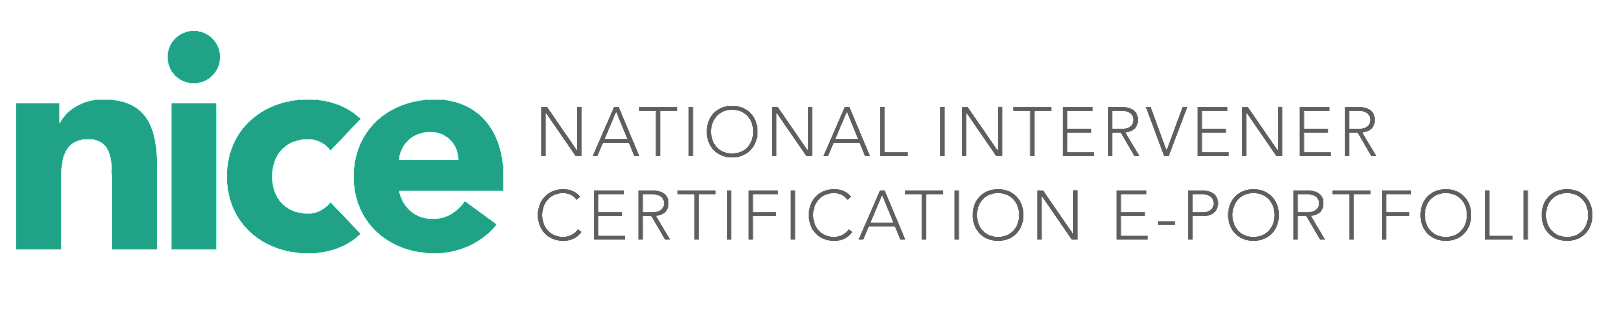 nice
NATIONAL INTERVENER
CERTIFICATION E-PORTFOLIO